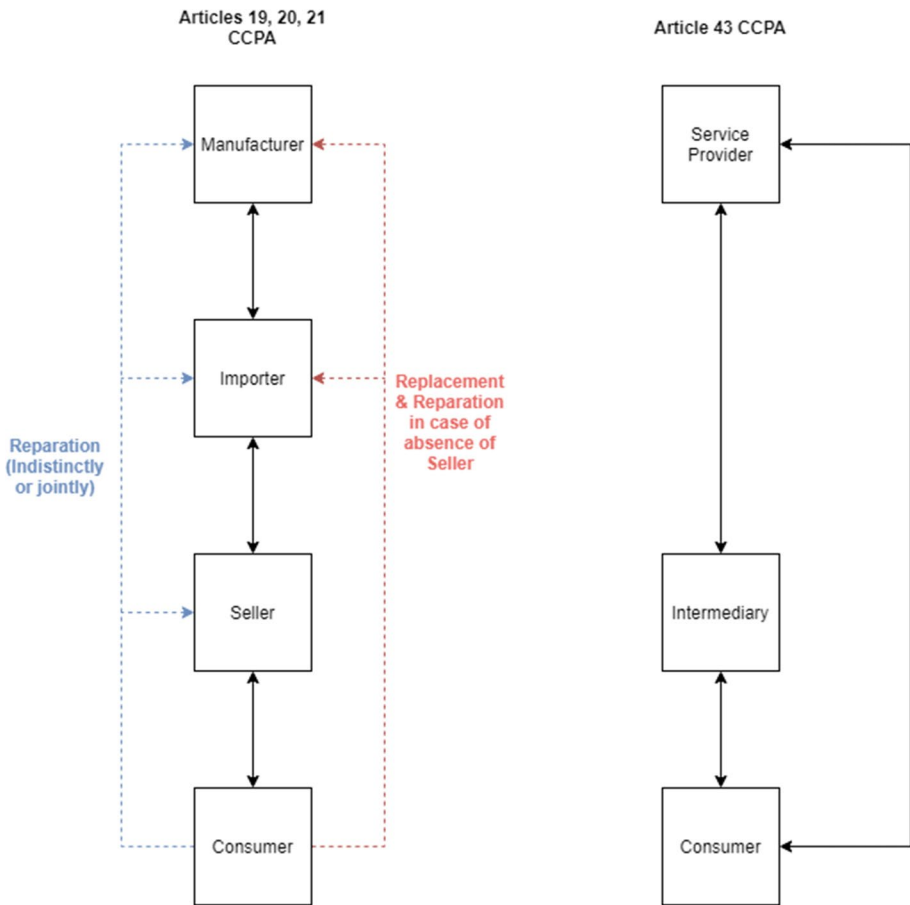 Articles 19, 20, 21
CCPA
Manufacturer
Importer
Seller
Consumer
Reparation
(Indistinctly
or jointly)
Replacement
& Reparation
in case of
absence of
Seller
Article 43 CCPA
Service
Provider
Intermediary
Consumer